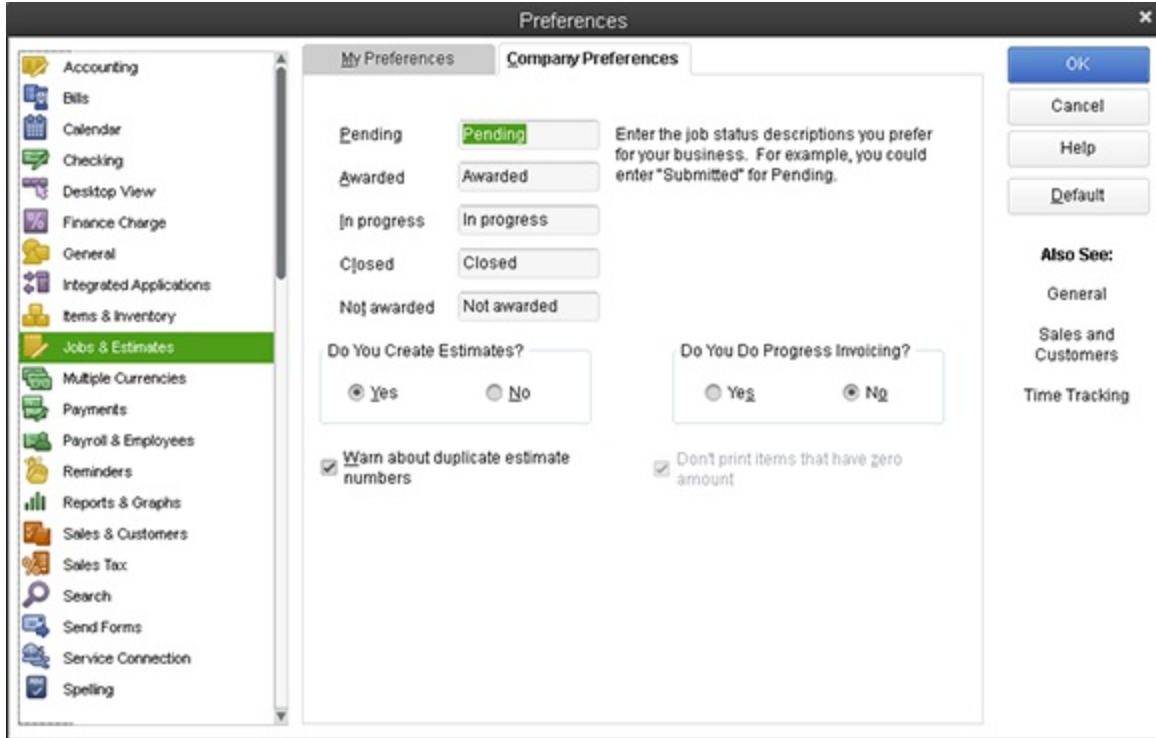 Preferences
Accounting
Bills
Calendar
Checking
Desktop View
Finance Charge
General
Integrated Applications
Items & Inventory
Jobs & Estimates
Multiple Currencies
Payments
Payroll & Employees
Reminders
Reports & Graphs
Sales & Customers
Sales Tax
Search
Send Forms
Service Connection
Spelling
My Preferences
Company Preferences
Pending Pending
Awarded Awarded
In progress In progress
Closed Closed
Not awarded Not awarded
Enter the job status descriptions you prefer
for your business. For example, you could
enter "Submitted" for Pending.
Do You Create Estimates?
Yes No
Do You Do Progress Invoicing?
Yes No
Warn about duplicate estimate
numbers
Don't print items that have zero
amount
OK
Cancel
Help
Default
Also See:
General
Sales and
Customers
Time Tracking